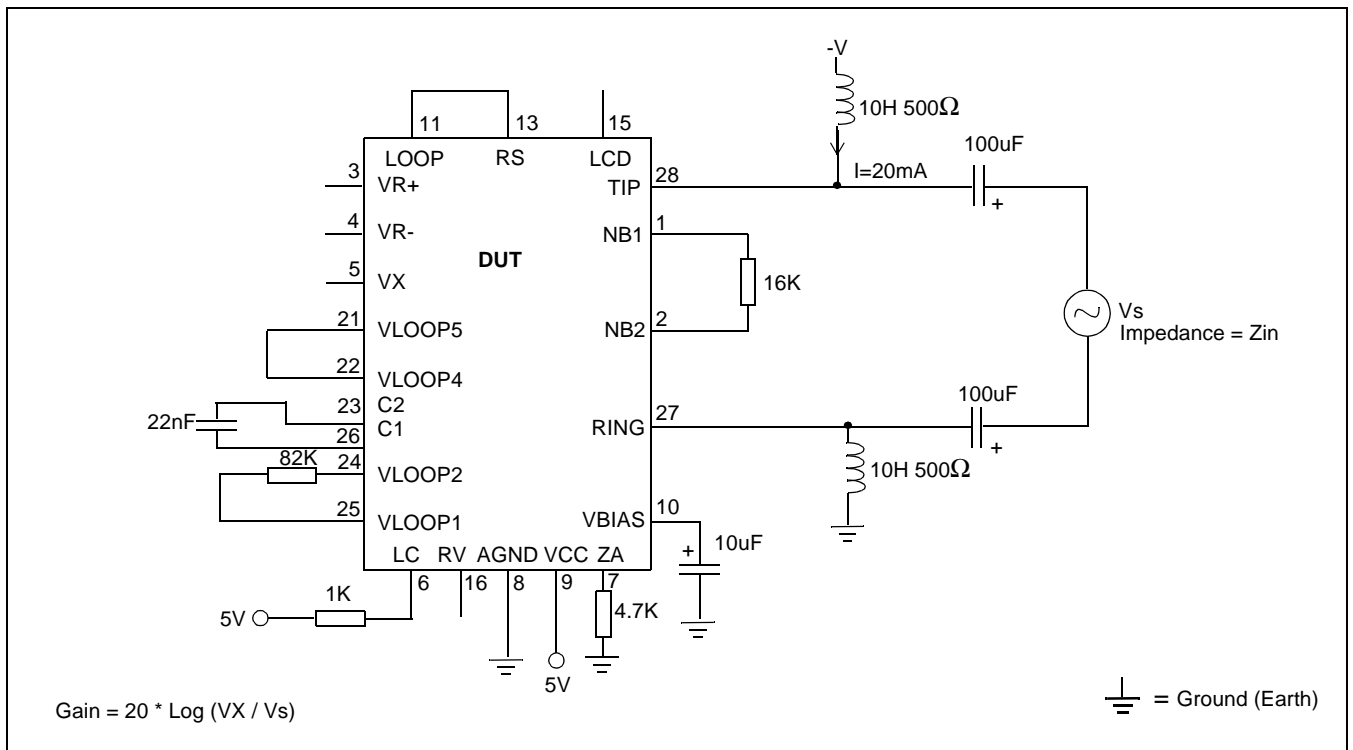 -V
10H 500Ω
100uF
11
13
15
LOOP
RS
LCD
3
VR+
TIP
28
I=20mA
+
4
VR-
NB1
1
DUT
16K
5
VX
Vs
Impedance = Zin
21
VLOOP5
NB2
2
22
VLOOP4
23
C2
22nF
C1
26
RING
27
100uF
+
82K
24
VLOOP2
10H 500Ω
25
VLOOP1
VBIAS
10
+
10uF
LC
RV
AGND
VCC
ZA
6
16
8
9
7
1K
5V
4.7K
5V
Gain = 20 * Log (VX / Vs)
= Ground (Earth)